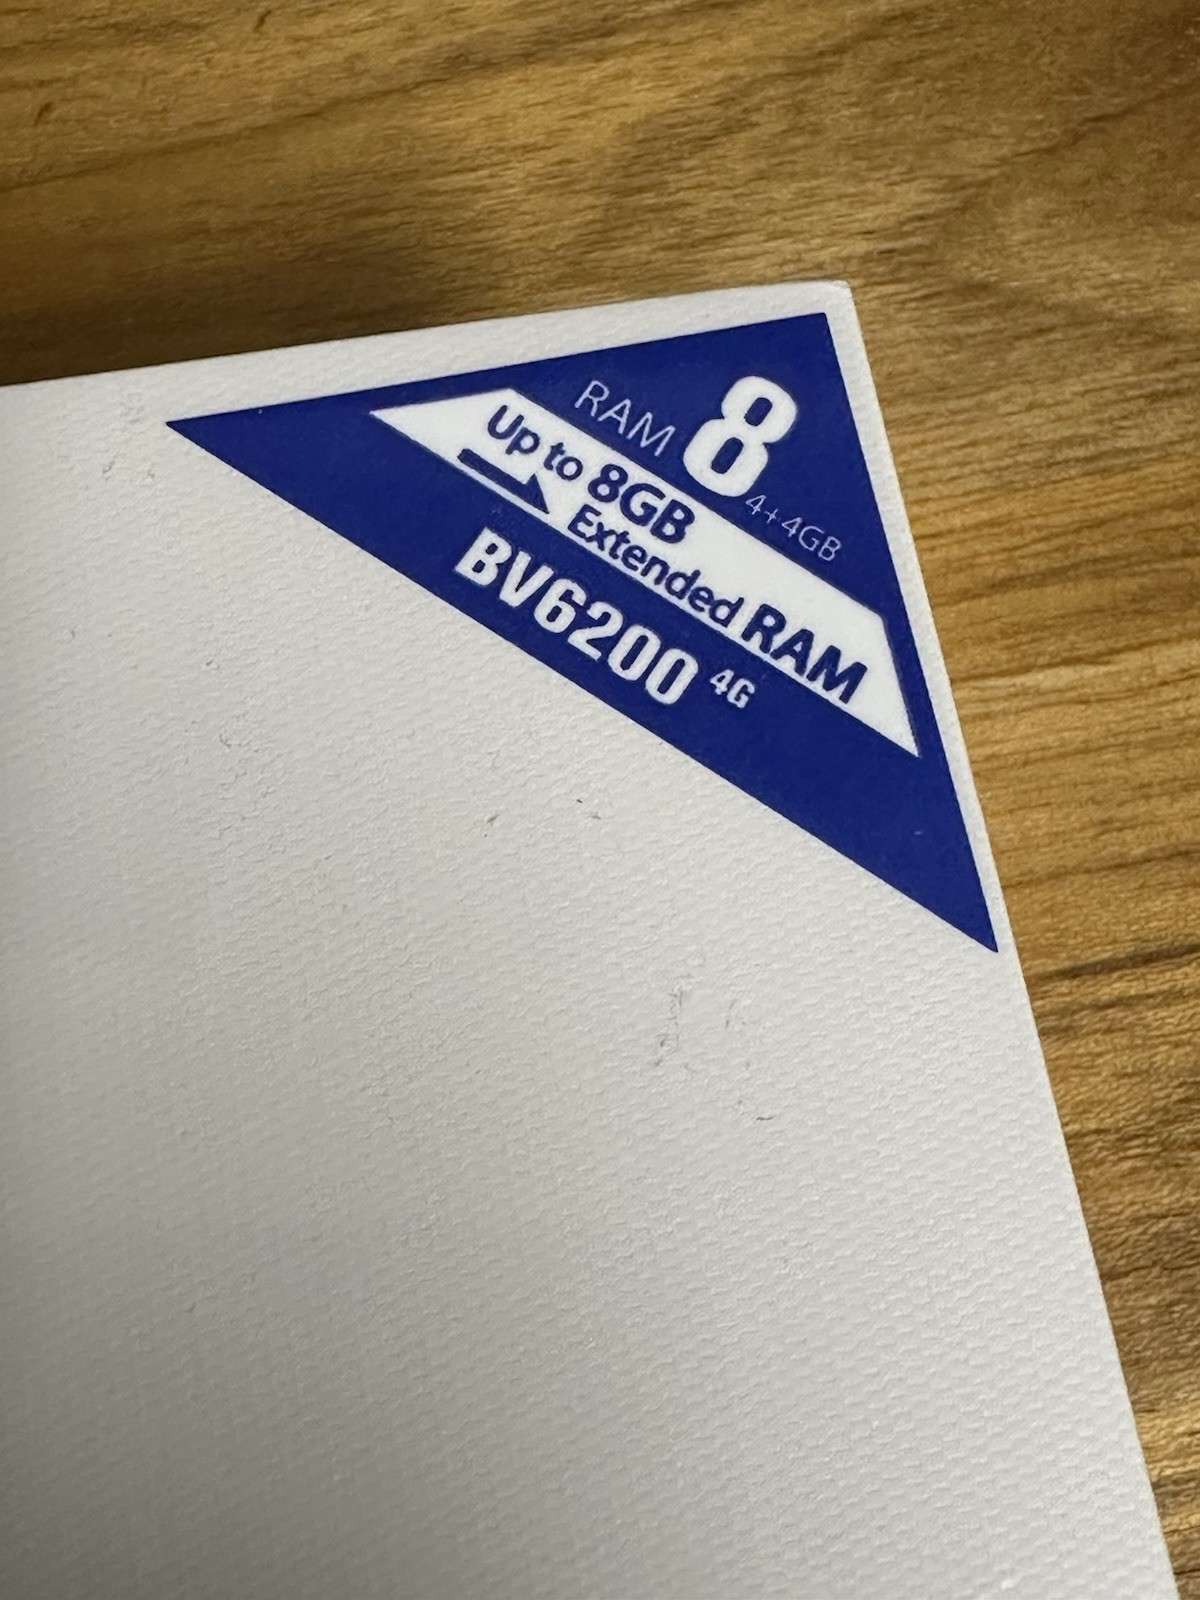 RAM 8
4+4GB
Up to 8GB
Extended RAM
BV6200 4G